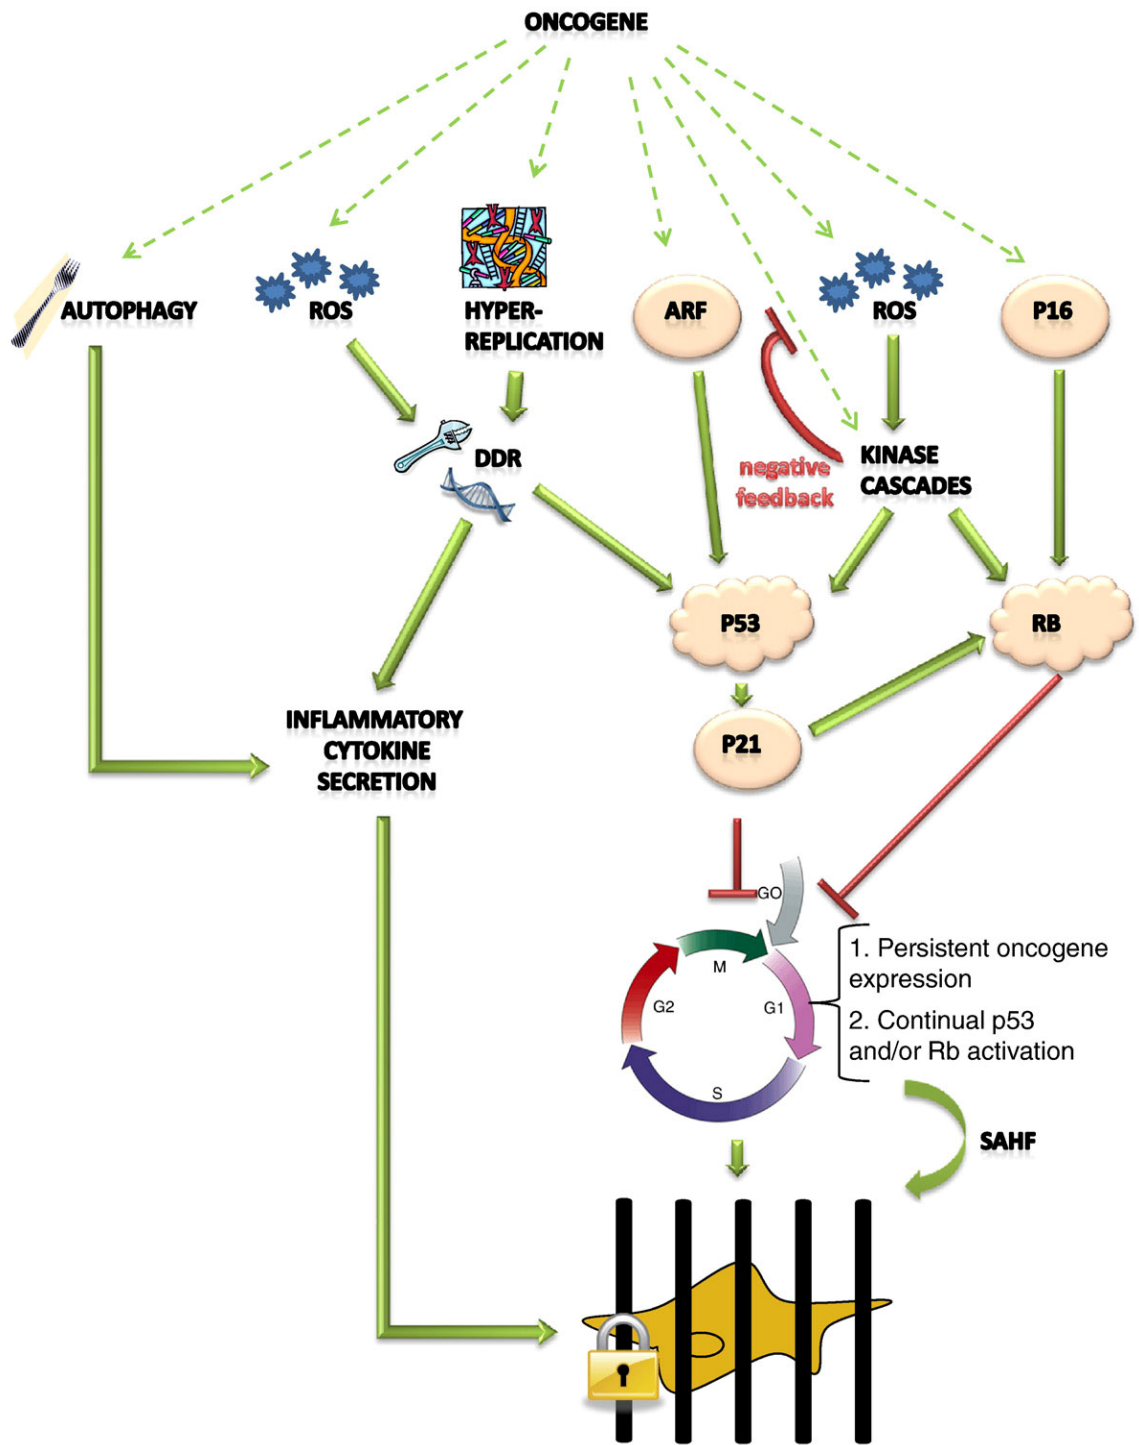 ONCOGENE
AUTOPHAGY
ROS
HYPER-
REPLICATION
ARF
ROS
P16
DDR
negative
feedback
KINASE
CASCADES
P53
RB
INFLAMMATORY
CYTOKINE
SECRETION
P21
GO
M
G2
G1
S
1. Persistent oncogene
expression
2. Continual p53
and/or Rb activation
SAHF